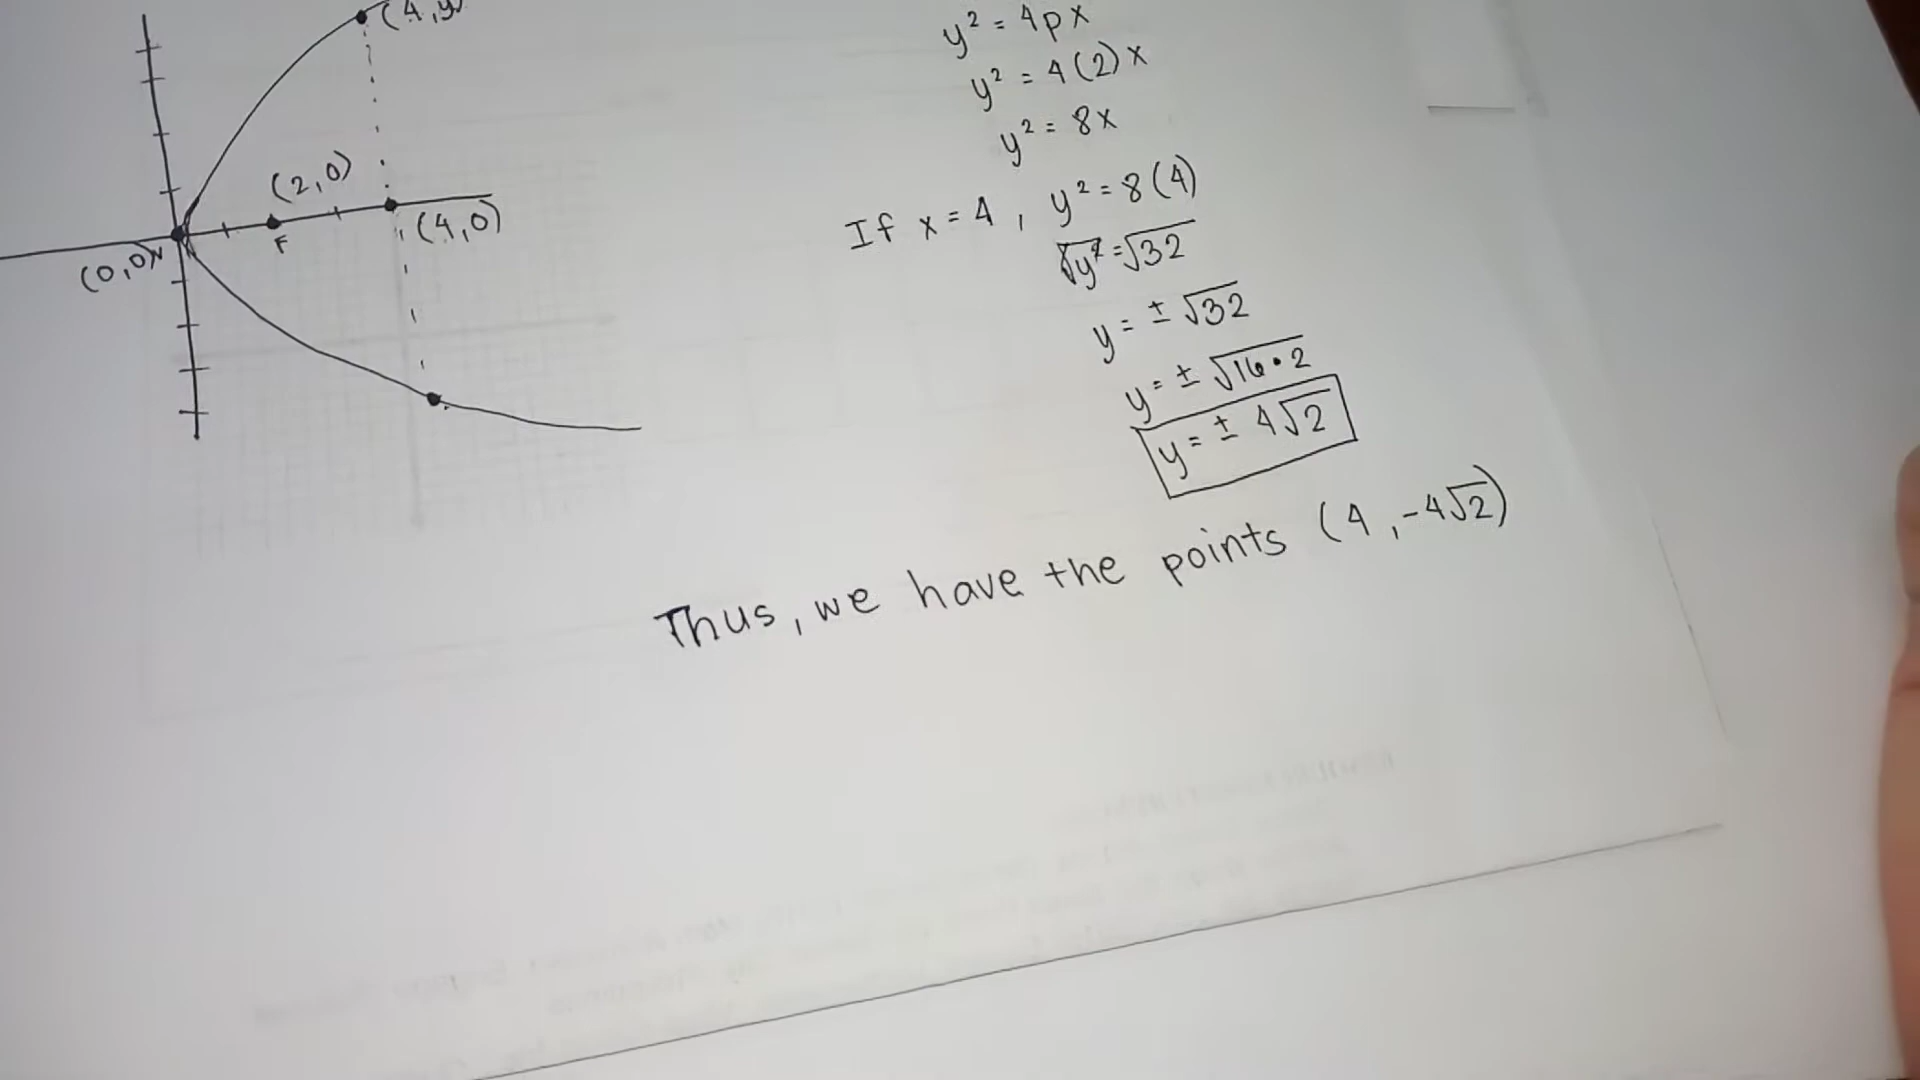 (4,y)
(2,0)
F
(4,0)
(0,0)V
y² = 4px
y² = 4(2)x
y² = 8x
If x = 4, y² = 8(4)
√y² = √32
y = ± √32
y = ± √16•2
y = ± 4√2
Thus, we have the points (4, -4√2)